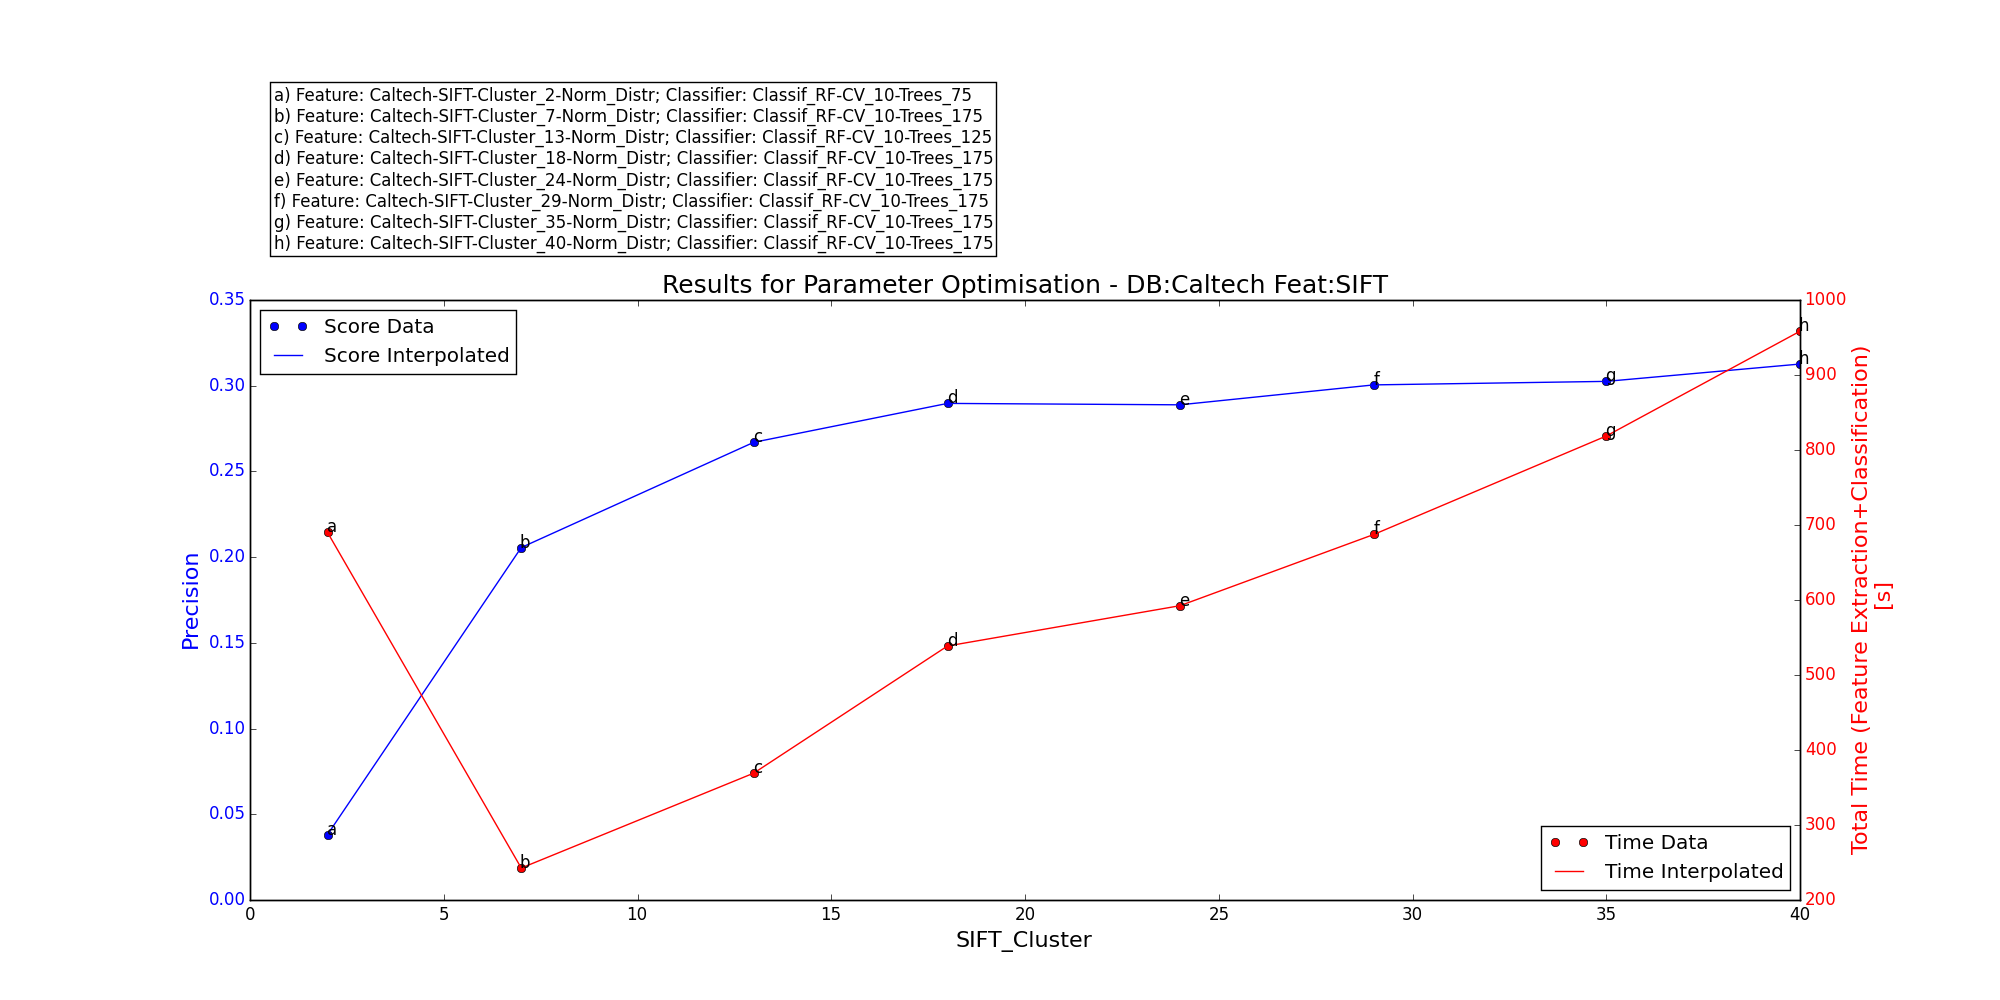 a) Feature: Caltech-SIFT-Cluster_2-Norm_Distr; Classifier: Classif_RF-CV_10-Trees_75
b) Feature: Caltech-SIFT-Cluster_7-Norm_Distr; Classifier: Classif_RF-CV_10-Trees_175
c) Feature: Caltech-SIFT-Cluster_13-Norm_Distr; Classifier: Classif_RF-CV_10-Trees_125
d) Feature: Caltech-SIFT-Cluster_18-Norm_Distr; Classifier: Classif_RF-CV_10-Trees_175
e) Feature: Caltech-SIFT-Cluster_24-Norm_Distr; Classifier: Classif_RF-CV_10-Trees_175
f) Feature: Caltech-SIFT-Cluster_29-Norm_Distr; Classifier: Classif_RF-CV_10-Trees_175
g) Feature: Caltech-SIFT-Cluster_35-Norm_Distr; Classifier: Classif_RF-CV_10-Trees_175
h) Feature: Caltech-SIFT-Cluster_40-Norm_Distr; Classifier: Classif_RF-CV_10-Trees_175
Results for Parameter Optimisation - DB:Caltech Feat:SIFT
Score Data
Score Interpolated
Precision
0.35
0.30
0.25
0.20
0.15
0.10
0.05
0.00
a
b
c
d
e
f
g
h
a
b
c
d
e
f
g
h
1000
900
800
700
600
500
400
300
200
Total Time (Feature Extraction+Classification)
[s]
Time Data
Time Interpolated
0
5
10
15
20
25
30
35
40
SIFT_Cluster